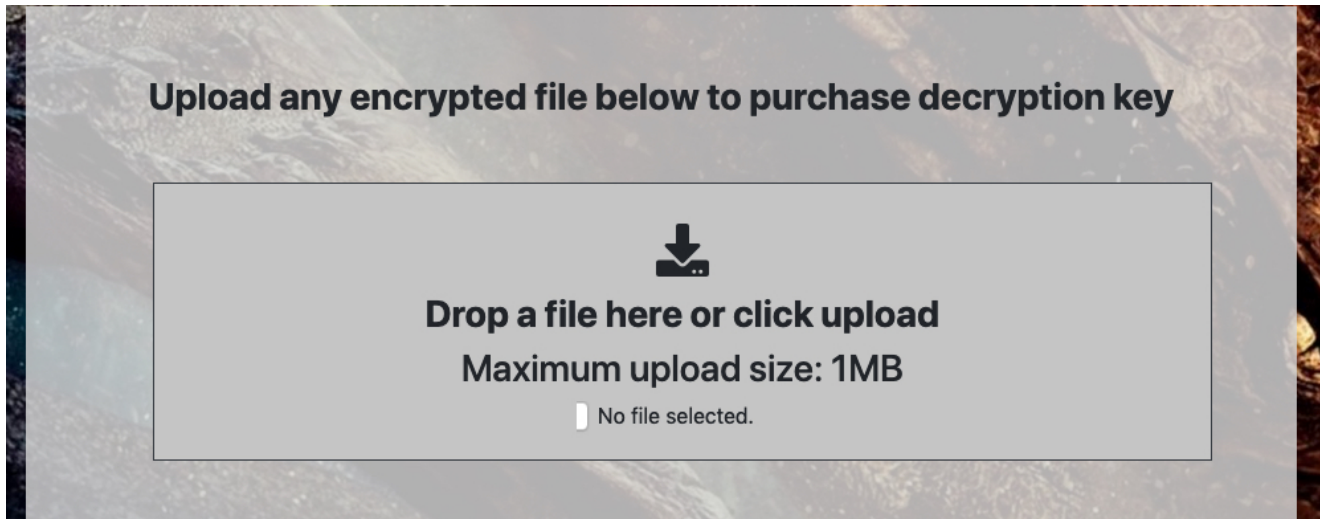 Upload any encrypted file below to purchase decryption key
Drop a file here or click upload
Maximum upload size: 1MB
No file selected.